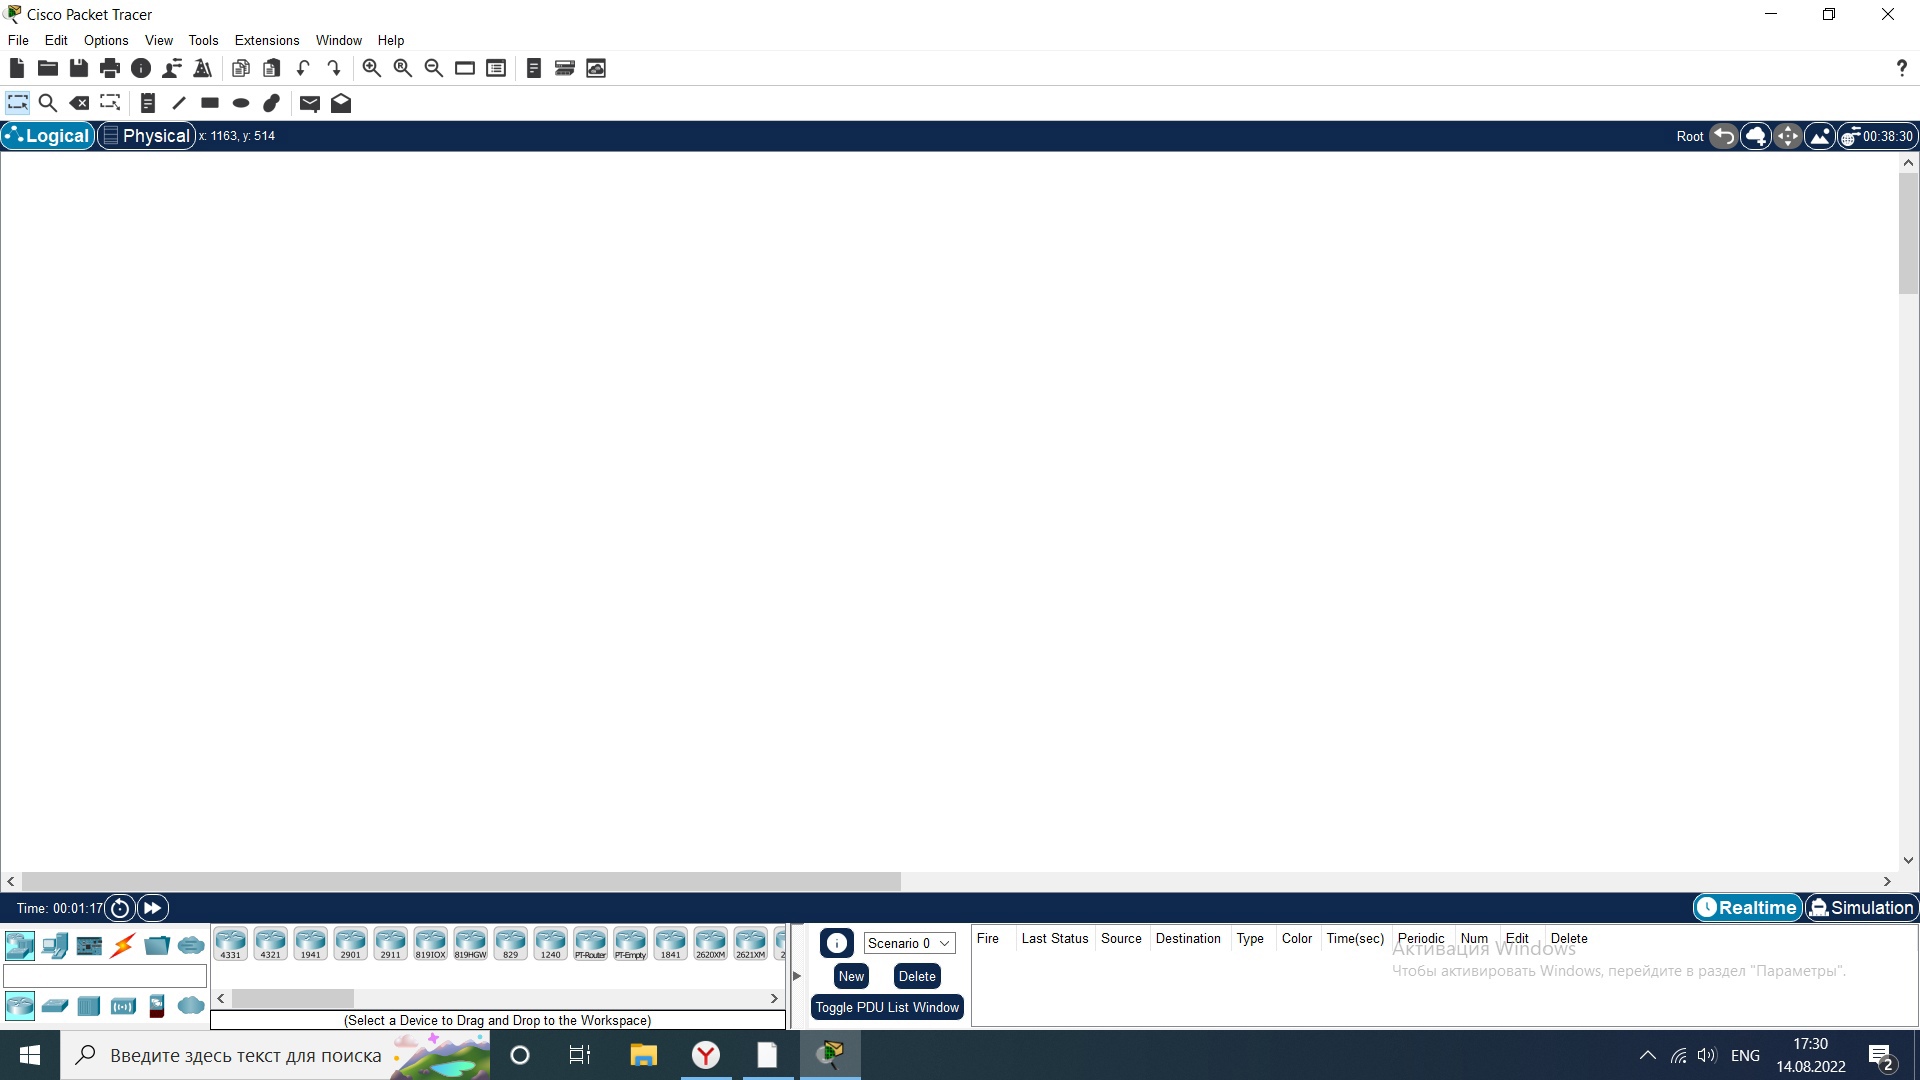 Cisco Packet Tracer
File Edit Options View Tools Extensions Window Help
Logical Physical x: 1163, y: 514 Root 00:38:30
Time: 00:01:17 Realtime Simulation
4331 4321 1941 2901 2911 819IOX 819HGW 829 1240 PT-Router PT-Empty 1841 2620XM 2621XM 2
(Select a Device to Drag and Drop to the Workspace)
Scenario 0
New Delete
Toggle PDU List Window
Fire Last Status Source Destination Type Color Time(sec) Periodic Num Edit Delete
Активация Windows
Чтобы активировать Windows, перейдите в раздел "Параметры".
Введите здесь текст для поиска
ENG
17:30
14.08.2022
2